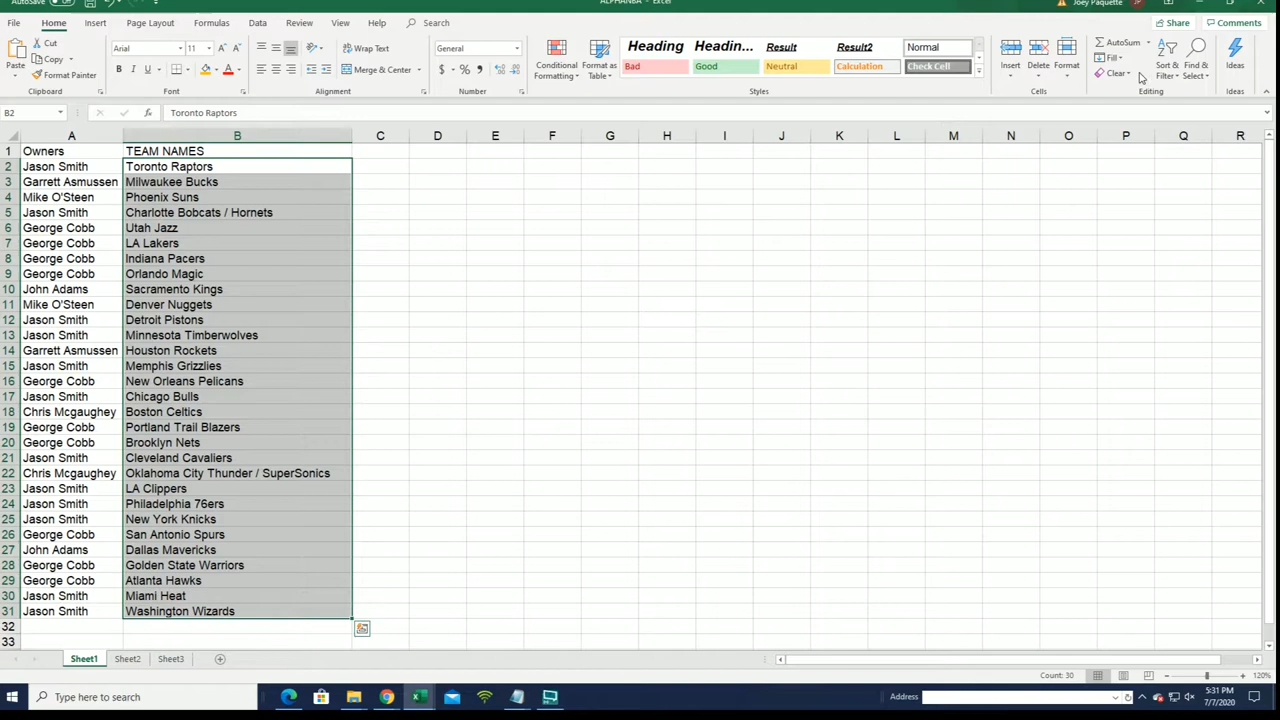 AutoSave Off ALPHANBA - Excel Joey Paquette JP
File Home Insert Page Layout Formulas Data Review View Help Search Share Comments
Paste Cut Copy Format Painter Clipboard
Arial 11 A A B I U A Font
Wrap Text Merge & Center Alignment
General $ % 9 Number
Conditional Formatting Format as Table
Heading Headin... Result Result2 Normal
Bad Good Neutral Calculation Check Cell
Styles
Insert Delete Format Cells
AutoSum Fill Clear Sort & Filter Find & Select Editing
Ideas Ideas
B2 fx Toronto Raptors
A B C D E F G H I J K L M N O P Q R
1 Owners TEAM NAMES
2 Jason Smith Toronto Raptors
3 Garrett Asmussen Milwaukee Bucks
4 Mike O'Steen Phoenix Suns
5 Jason Smith Charlotte Bobcats / Hornets
6 George Cobb Utah Jazz
7 George Cobb LA Lakers
8 George Cobb Indiana Pacers
9 George Cobb Orlando Magic
10 John Adams Sacramento Kings
11 Mike O'Steen Denver Nuggets
12 Jason Smith Detroit Pistons
13 Jason Smith Minnesota Timberwolves
14 Garrett Asmussen Houston Rockets
15 Jason Smith Memphis Grizzlies
16 George Cobb New Orleans Pelicans
17 Jason Smith Chicago Bulls
18 Chris Mcgaughey Boston Celtics
19 George Cobb Portland Trail Blazers
20 George Cobb Brooklyn Nets
21 Jason Smith Cleveland Cavaliers
22 Chris Mcgaughey Oklahoma City Thunder / SuperSonics
23 Jason Smith LA Clippers
24 Jason Smith Philadelphia 76ers
25 Jason Smith New York Knicks
26 George Cobb San Antonio Spurs
27 John Adams Dallas Mavericks
28 George Cobb Golden State Warriors
29 George Cobb Atlanta Hawks
30 Jason Smith Miami Heat
31 Jason Smith Washington Wizards
32
33
Sheet1 Sheet2 Sheet3
Count: 30 120%
Type here to search Address 5:31 PM
7/7/2020